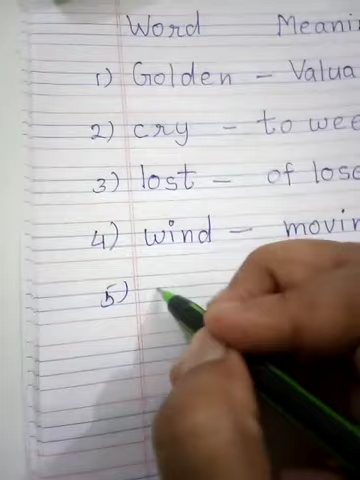 Word Meani
1) Golden - Valua
2) cry - to wee
3) lost - of lose
4) wind - movin
5)